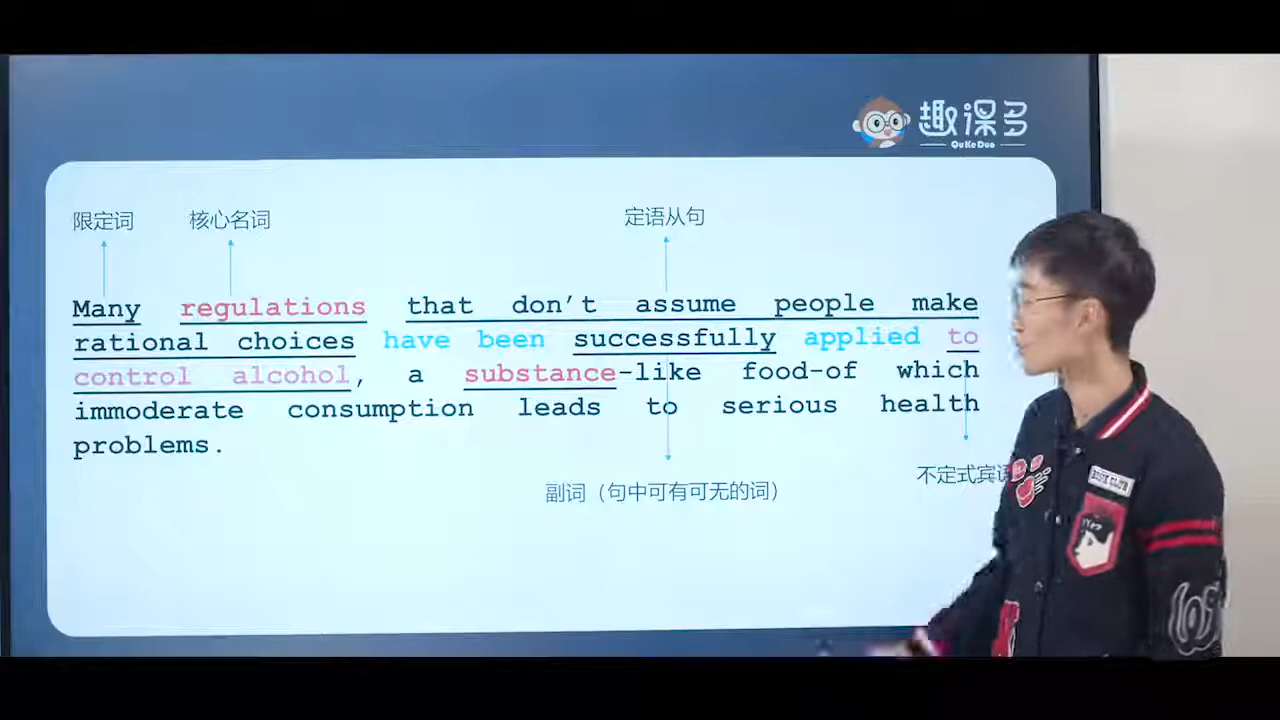 趣课多
QuKeDuo
限定词 核心名词 定语从句
Many regulations that don't assume people make
rational choices have been successfully applied to
control alcohol, a substance-like food-of which
immoderate consumption leads to serious health
problems.
副词（句中可有可无的词） 不定式宾语
BOOK CLUB